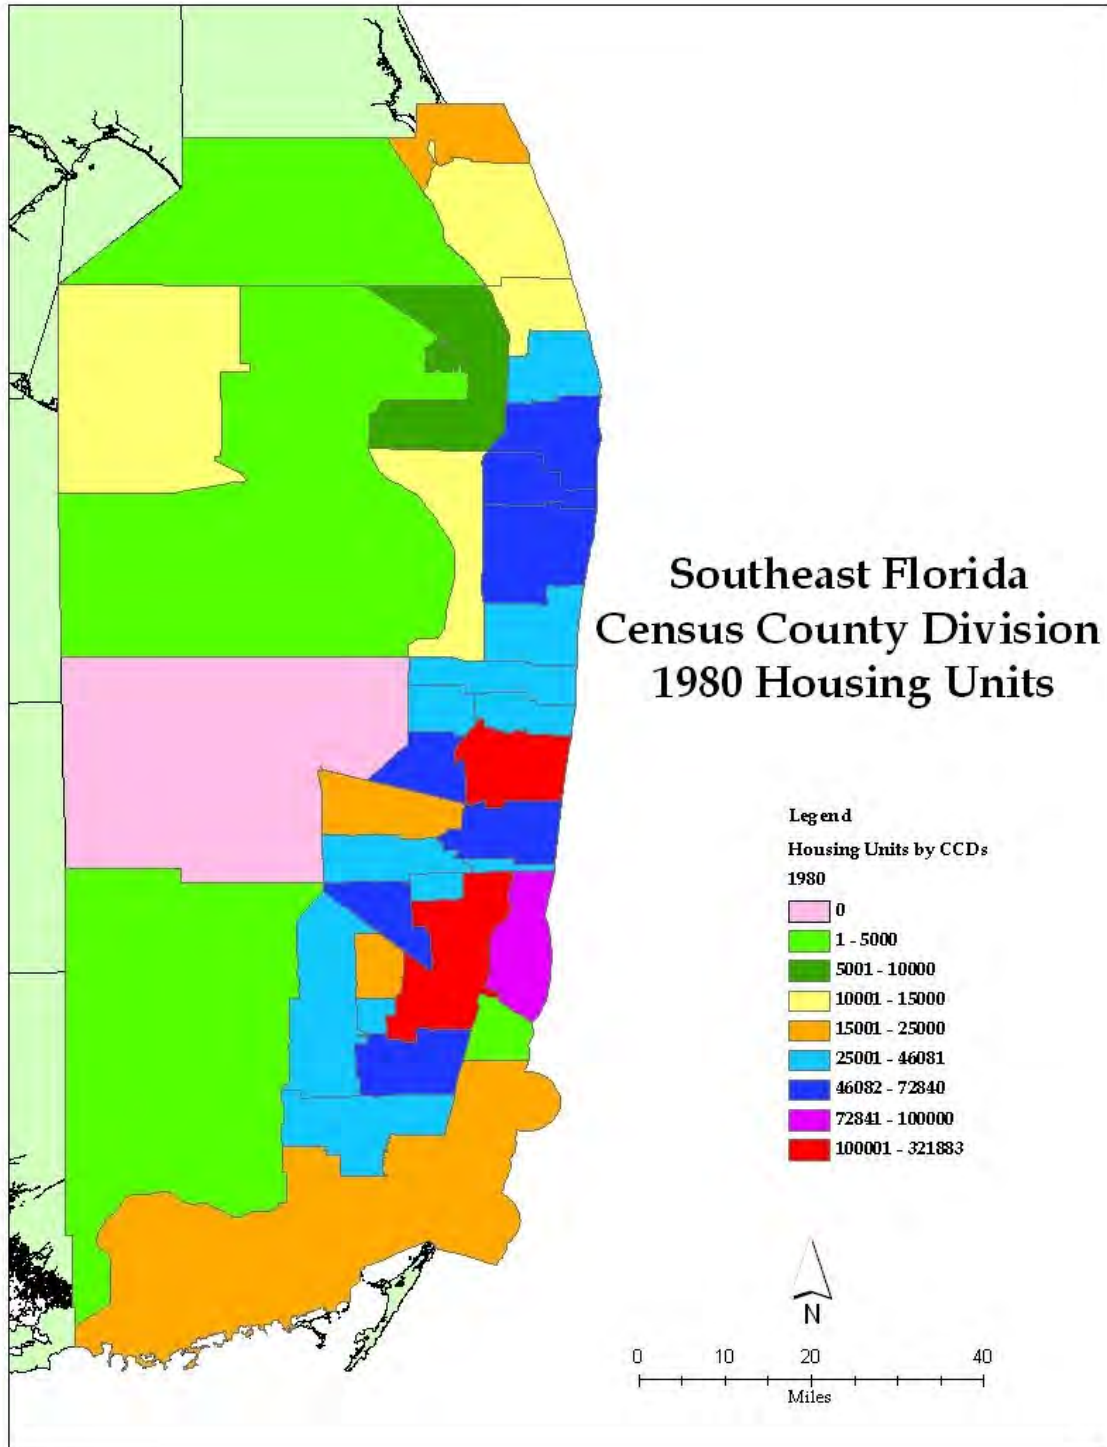 Southeast Florida
Census County Division
1980 Housing Units
Legend
Housing Units by CCDs
1980
0
1 - 5000
5001 - 10000
10001 - 15000
15001 - 25000
25001 - 46081
46082 - 72840
72841 - 100000
100001 - 321883
N
0 10 20 40
Miles